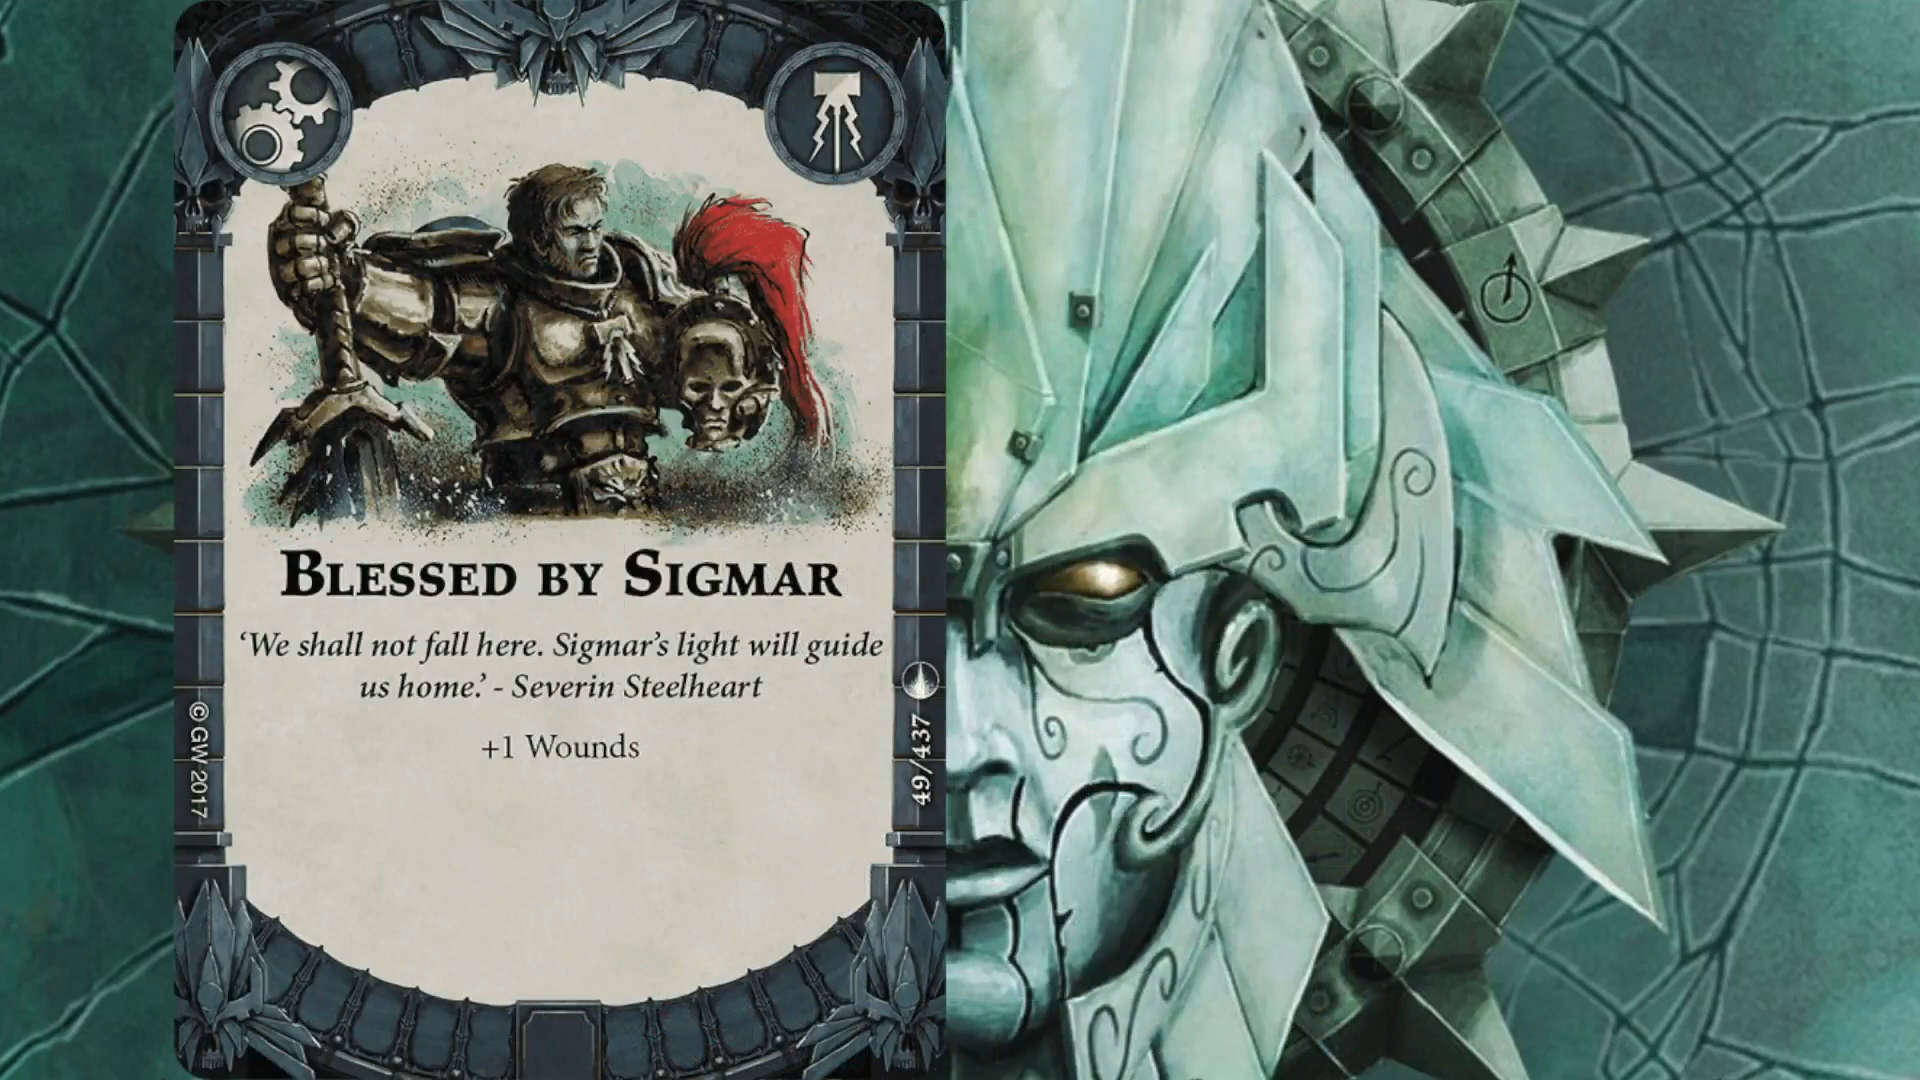 Blessed by Sigmar
‘We shall not fall here. Sigmar’s light will guide
us home.’ - Severin Steelheart
+1 Wounds
© GW 2017
49/437